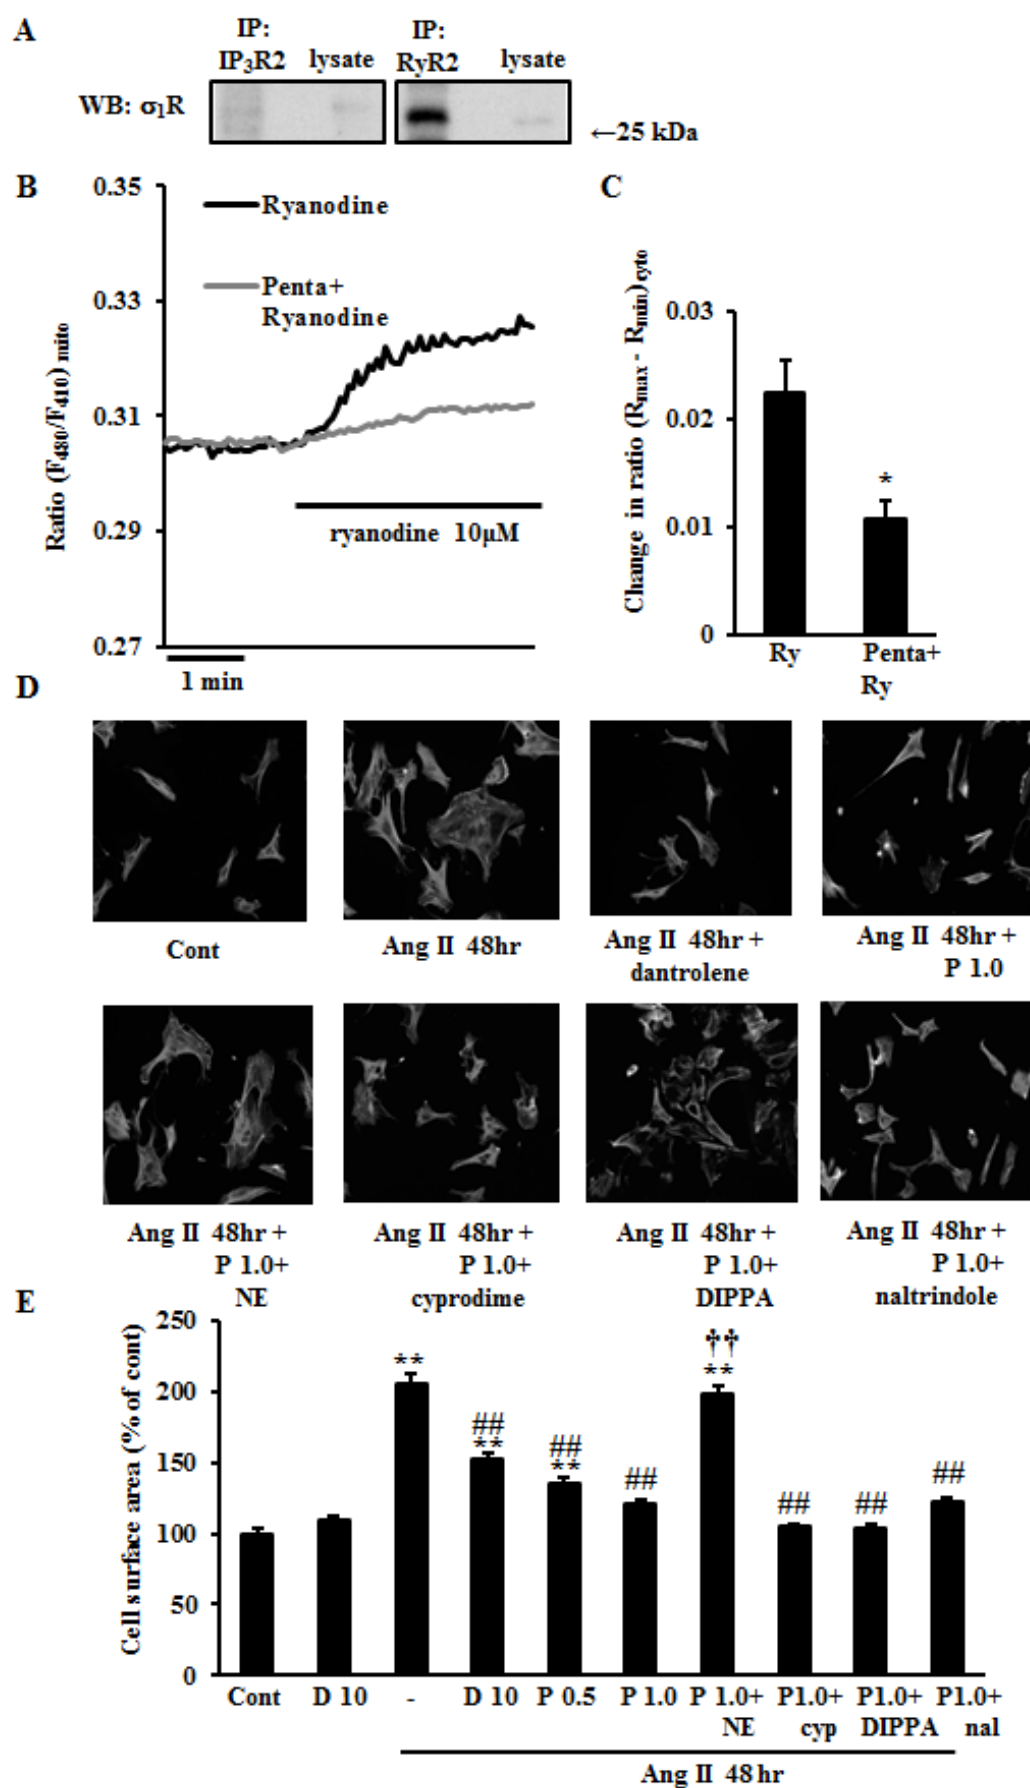 A
IP:
IP₃R2 lysate
IP:
RyR2 lysate
WB: σ₁R
←25 kDa
B
0.35
0.33
0.31
0.29
0.27
Ratio (F₄₈₀/F₄₁₀) mito
Ryanodine
Penta+
Ryanodine
ryanodine 10μM
1 min
C
Change in ratio (Rmax - Rmin)cyto
0.03
0.02
0.01
0
*
Ry
Penta+
Ry
D
Cont
Ang II 48hr
Ang II 48hr +
dantrolene
Ang II 48hr +
P 1.0
Ang II 48hr +
P 1.0+
NE
Ang II 48hr +
P 1.0+
cyprodime
Ang II 48hr +
P 1.0+
DIPPA
Ang II 48hr +
P 1.0+
naltrindole
E
Cell surface area (% of cont)
250
200
150
100
50
0
**
##
**
##
**
##
††
**
##
##
##
Cont D 10 - D 10 P 0.5 P 1.0 P 1.0+ P1.0+ P1.0+ P1.0+
NE cyp DIPPA nal
Ang II 48 hr